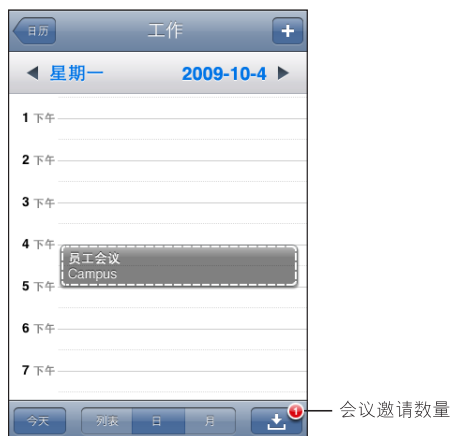 日历 工作 +
星期一 2009-10-4
1 下午
2 下午
3 下午
4 下午
员工会议
Campus
5 下午
6 下午
7 下午
今天 列表 日 月 1
会议邀请数量